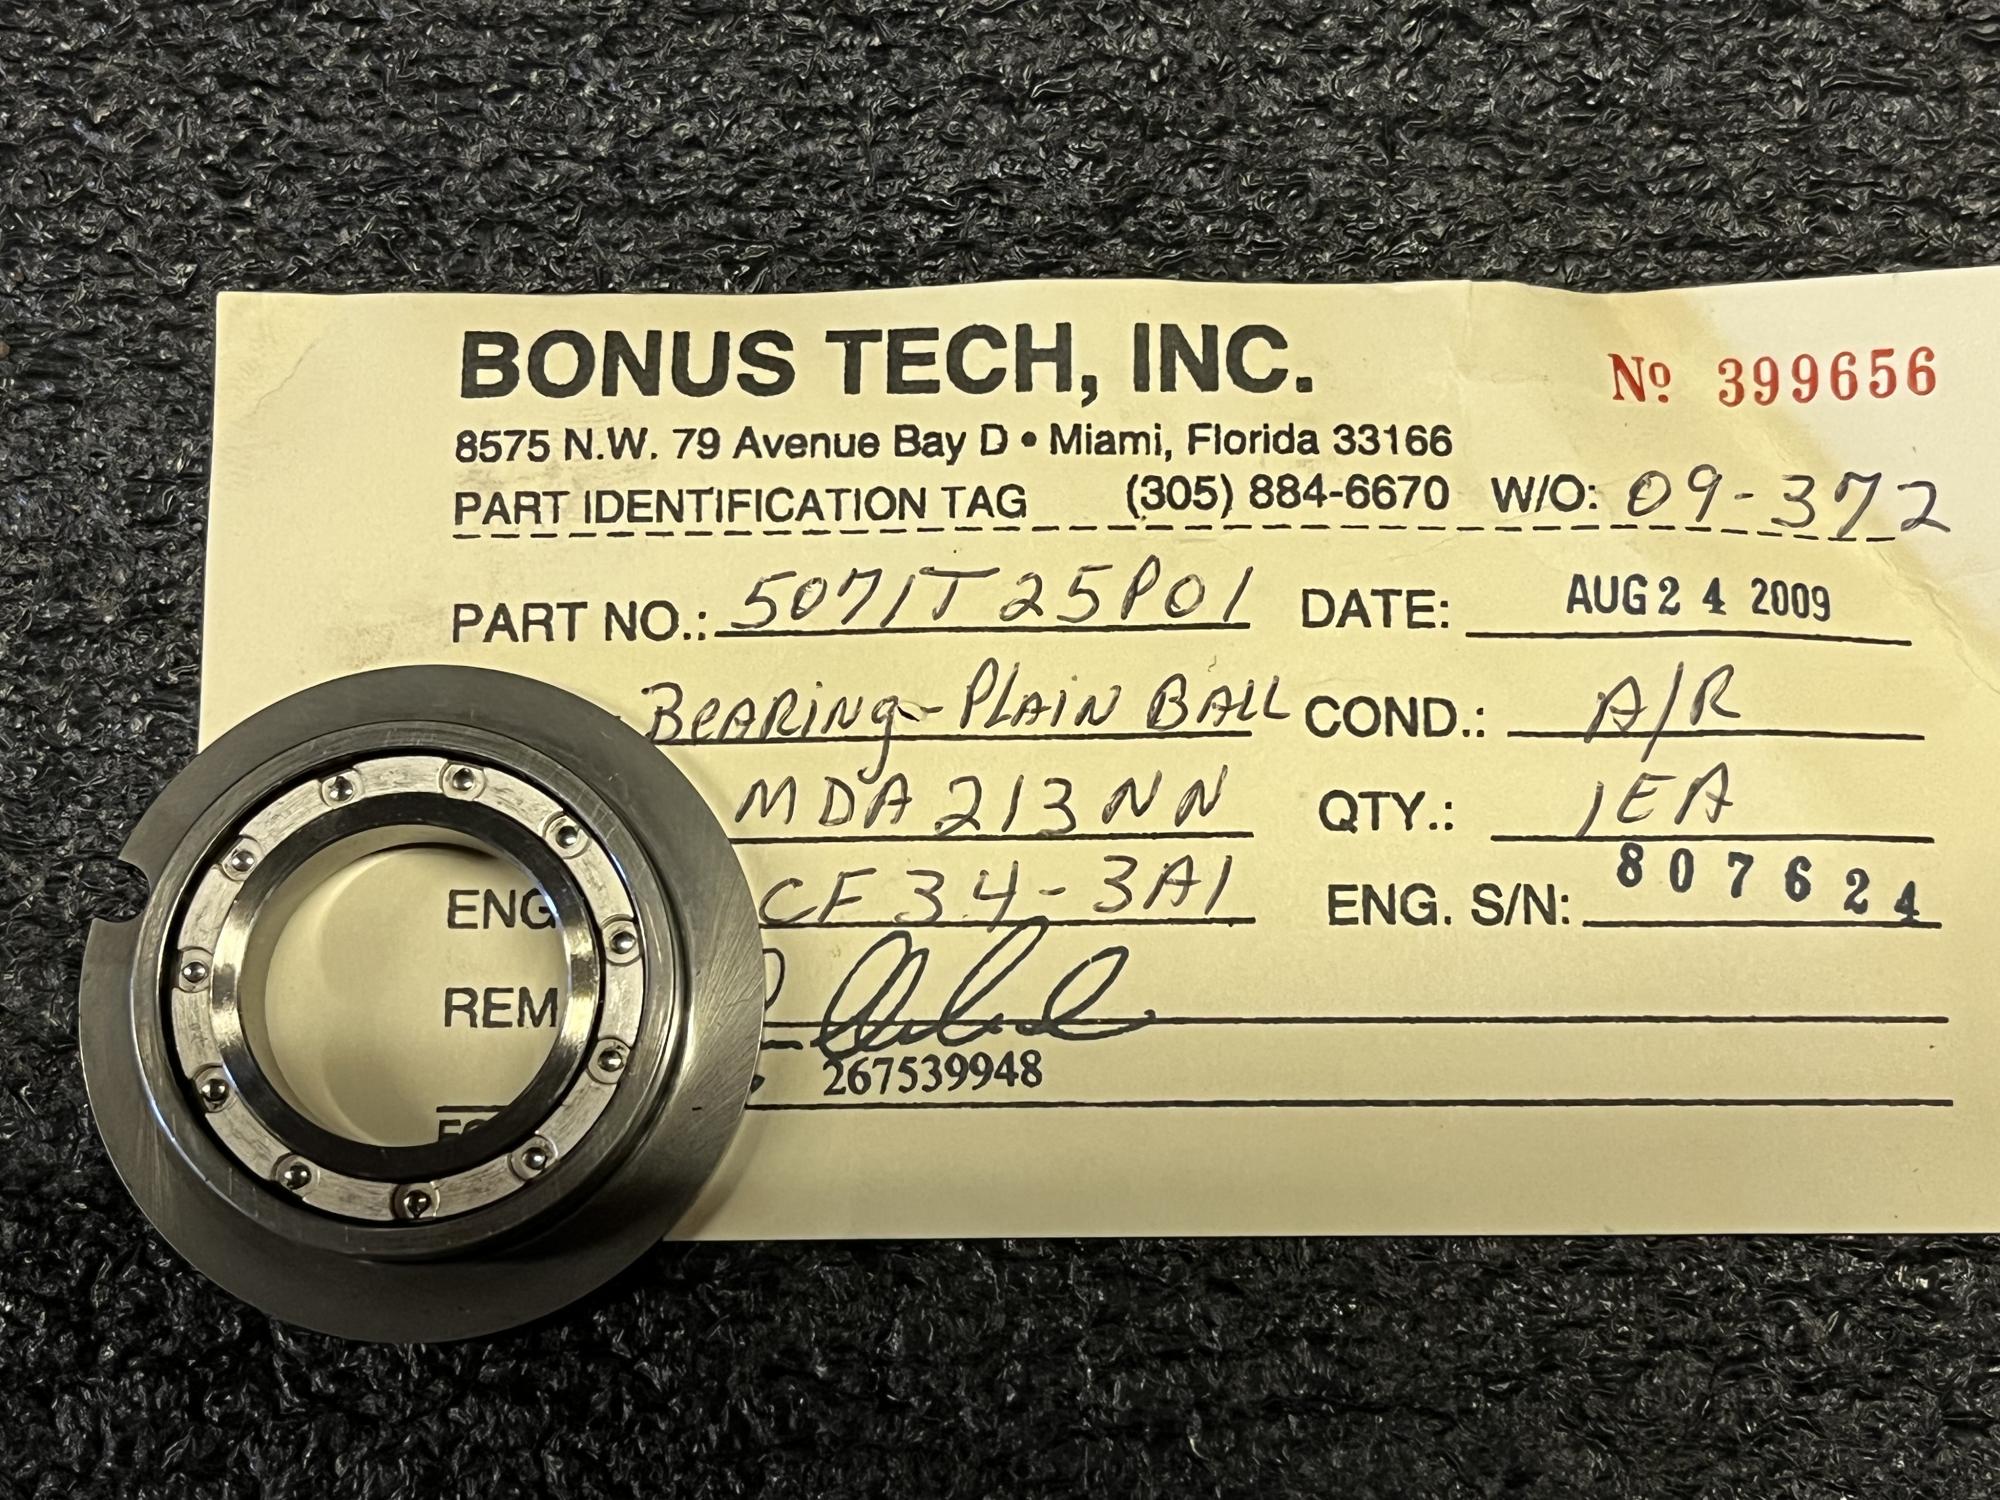 BONUS TECH, INC. Nº 399656
8575 N.W. 79 Avenue Bay D • Miami, Florida 33166
PART IDENTIFICATION TAG (305) 884-6670 W/O: 09-372
PART NO.: 5071T25P01 DATE: AUG 24 2009
BEARING-PLAIN BALL COND.: A/R
MDA213NN QTY.: 1EA
ENG CF34-3A1 ENG. S/N: 807624
REM
267539948